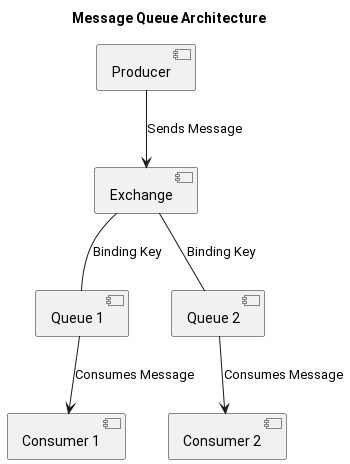 Message Queue Architecture
Producer
Sends Message
Exchange
Binding Key
Binding Key
Queue 1
Queue 2
Consumes Message
Consumes Message
Consumer 1
Consumer 2